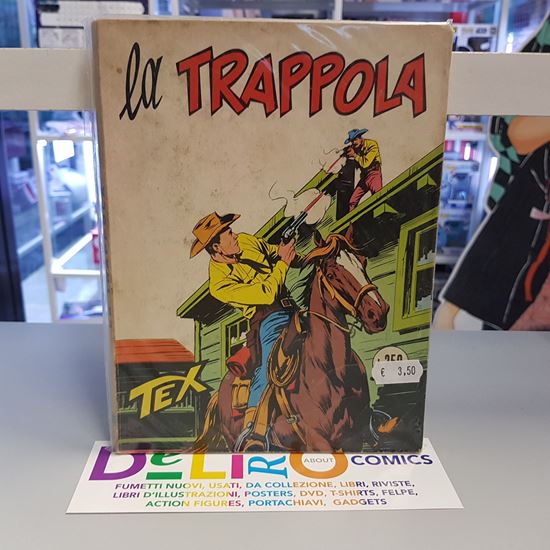 la TRAPPOLA
TEX
L. 250
€ 3,50
DeLiRO ABOUT COMICS
FUMETTI NUOVI, USATI, DA COLLEZIONE, LIBRI, RIVISTE,
LIBRI D'ILLUSTRAZIONI, POSTERS, DVD, T-SHIRTS, FELPE,
ACTION FIGURES, PORTACHIAVI, GADGETS